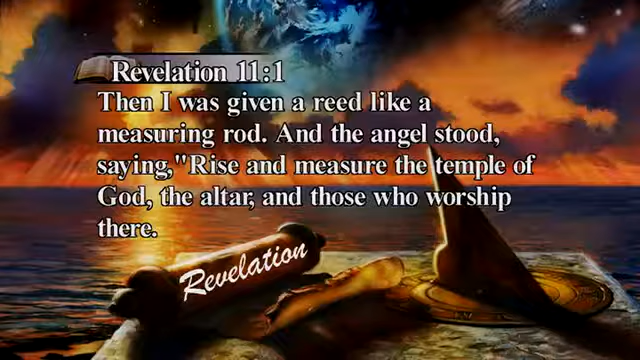 Revelation 11:1
Then I was given a reed like a
measuring rod. And the angel stood,
saying,"Rise and measure the temple of
God, the altar, and those who worship
there.
Revelation